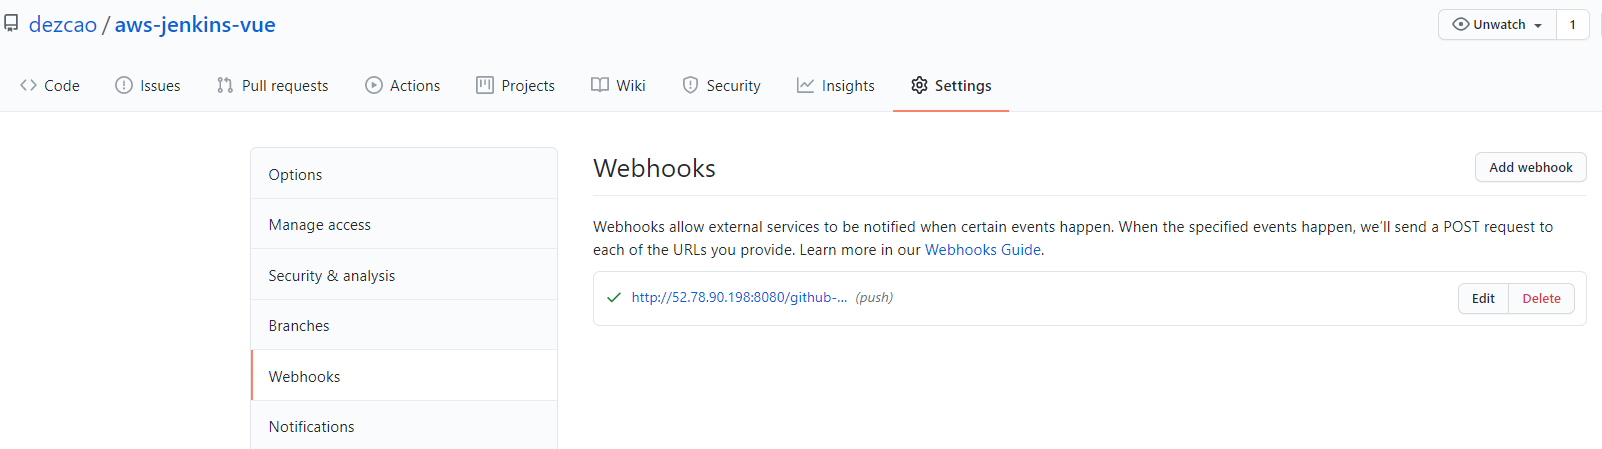 dezcao / aws-jenkins-vue
Unwatch 1
Code Issues Pull requests Actions Projects Wiki Security Insights Settings
Options
Manage access
Security & analysis
Branches
Webhooks
Notifications
Webhooks
Add webhook
Webhooks allow external services to be notified when certain events happen. When the specified events happen, we'll send a POST request to
each of the URLs you provide. Learn more in our Webhooks Guide.
http://52.78.90.198:8080/github-... (push)
Edit Delete